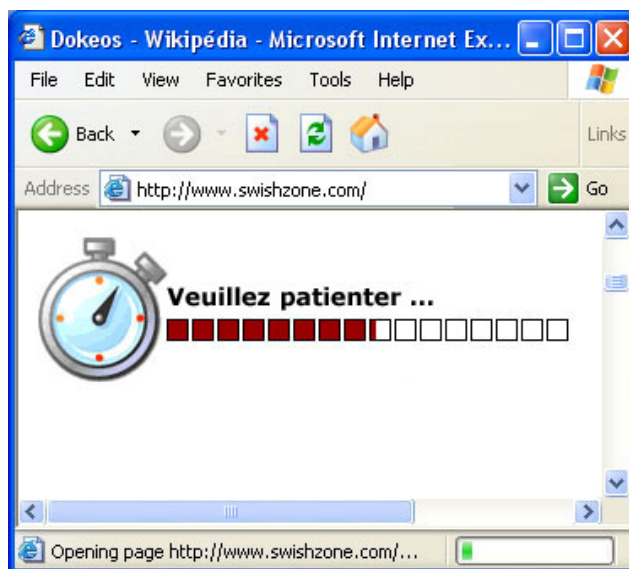 Dokeos - Wikipédia - Microsoft Internet Ex...
File Edit View Favorites Tools Help
Back Links
Address http://www.swishzone.com/ Go
Veuillez patienter ...
Opening page http://www.swishzone.com/...